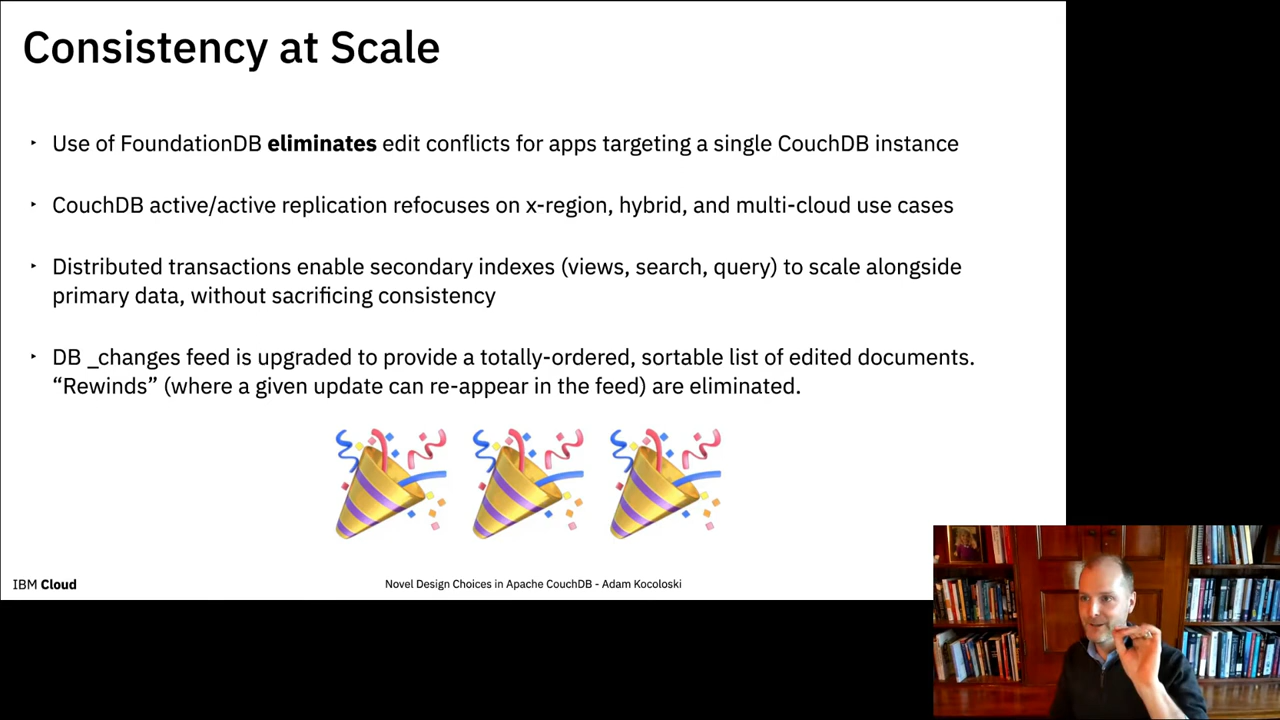 Consistency at Scale
‣ Use of FoundationDB eliminates edit conflicts for apps targeting a single CouchDB instance
‣ CouchDB active/active replication refocuses on x-region, hybrid, and multi-cloud use cases
‣ Distributed transactions enable secondary indexes (views, search, query) to scale alongside
primary data, without sacrificing consistency
‣ DB _changes feed is upgraded to provide a totally-ordered, sortable list of edited documents.
“Rewinds” (where a given update can re-appear in the feed) are eliminated.
IBM Cloud
Novel Design Choices in Apache CouchDB - Adam Kocoloski